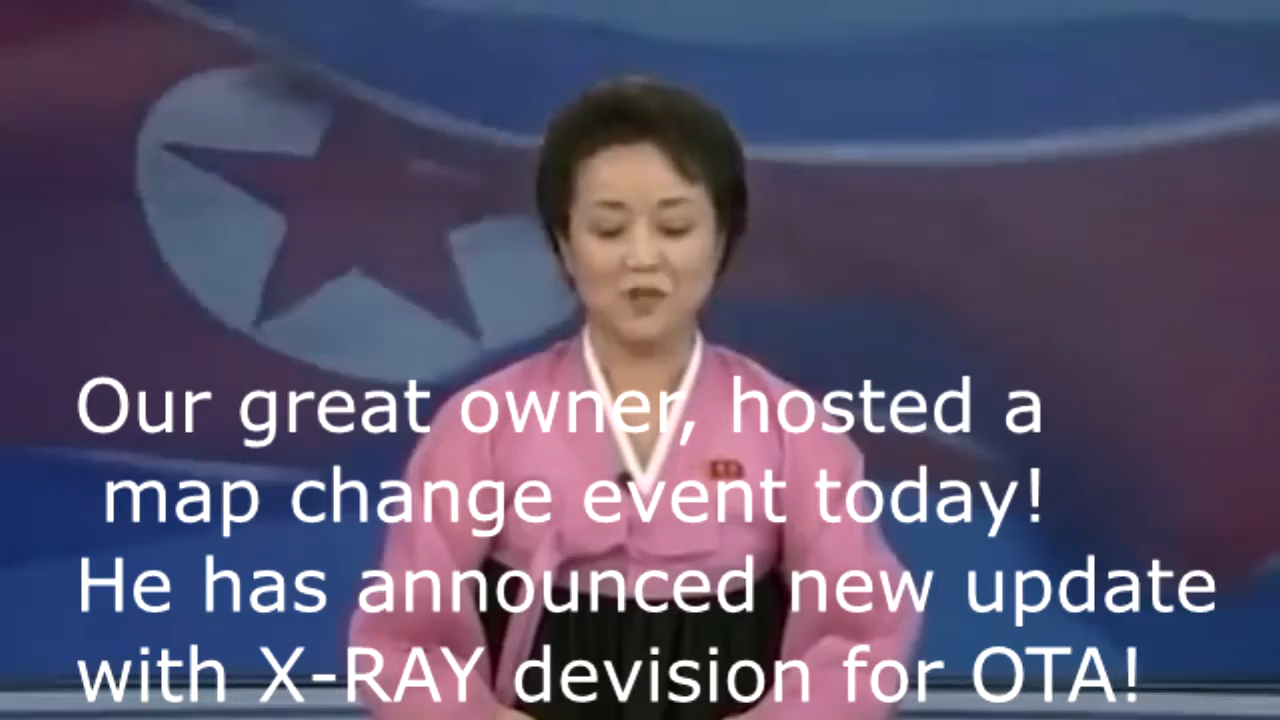 Our great owner, hosted a
map change event today!
He has announced new update
with X-RAY devision for OTA!